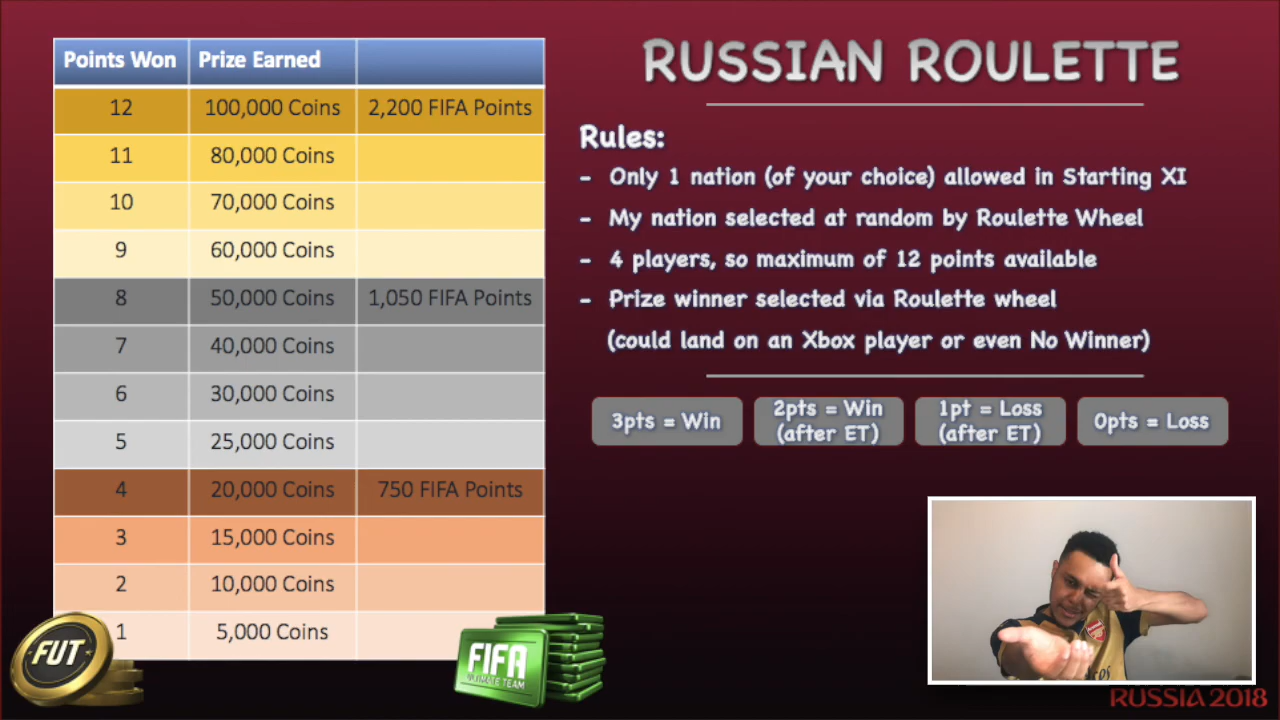 RUSSIAN ROULETTE
Points Won Prize Earned
12 100,000 Coins 2,200 FIFA Points
11 80,000 Coins
10 70,000 Coins
9 60,000 Coins
8 50,000 Coins 1,050 FIFA Points
7 40,000 Coins
6 30,000 Coins
5 25,000 Coins
4 20,000 Coins 750 FIFA Points
3 15,000 Coins
2 10,000 Coins
1 5,000 Coins
FUT
FIFA
ULTIMATE TEAM
Rules:
- Only 1 nation (of your choice) allowed in Starting XI
- My nation selected at random by Roulette Wheel
- 4 players, so maximum of 12 points available
- Prize winner selected via Roulette wheel
(could land on an Xbox player or even No Winner)
3pts = Win
2pts = Win
(after ET)
1pt = Loss
(after ET)
0pts = Loss
RUSSIA 2018